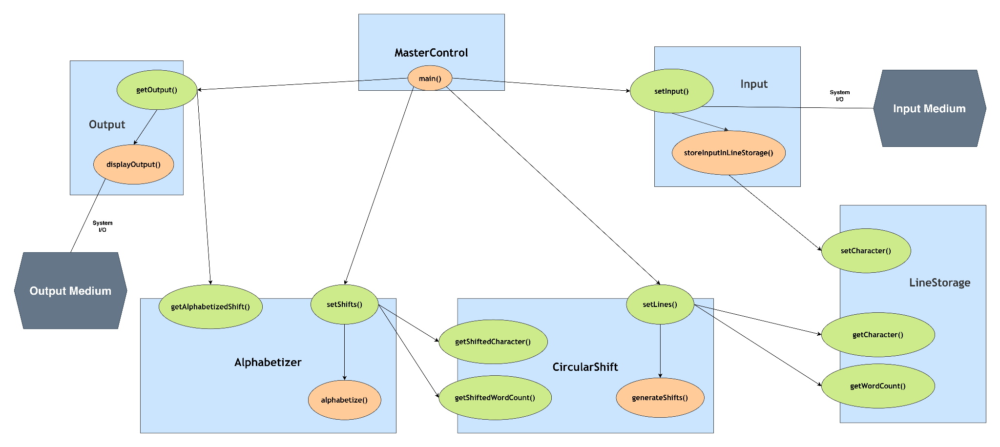 MasterControl
main()
getOutput()
Output
displayOutput()
System
I/O
Output Medium
setInput()
Input
storeInputInLineStorage()
System
I/O
Input Medium
setCharacter()
LineStorage
getCharacter()
getWordCount()
getAlphabetizedShift()
setShifts()
Alphabetizer
alphabetize()
setLines()
getShiftedCharacter()
CircularShift
getShiftedWordCount()
generateShifts()